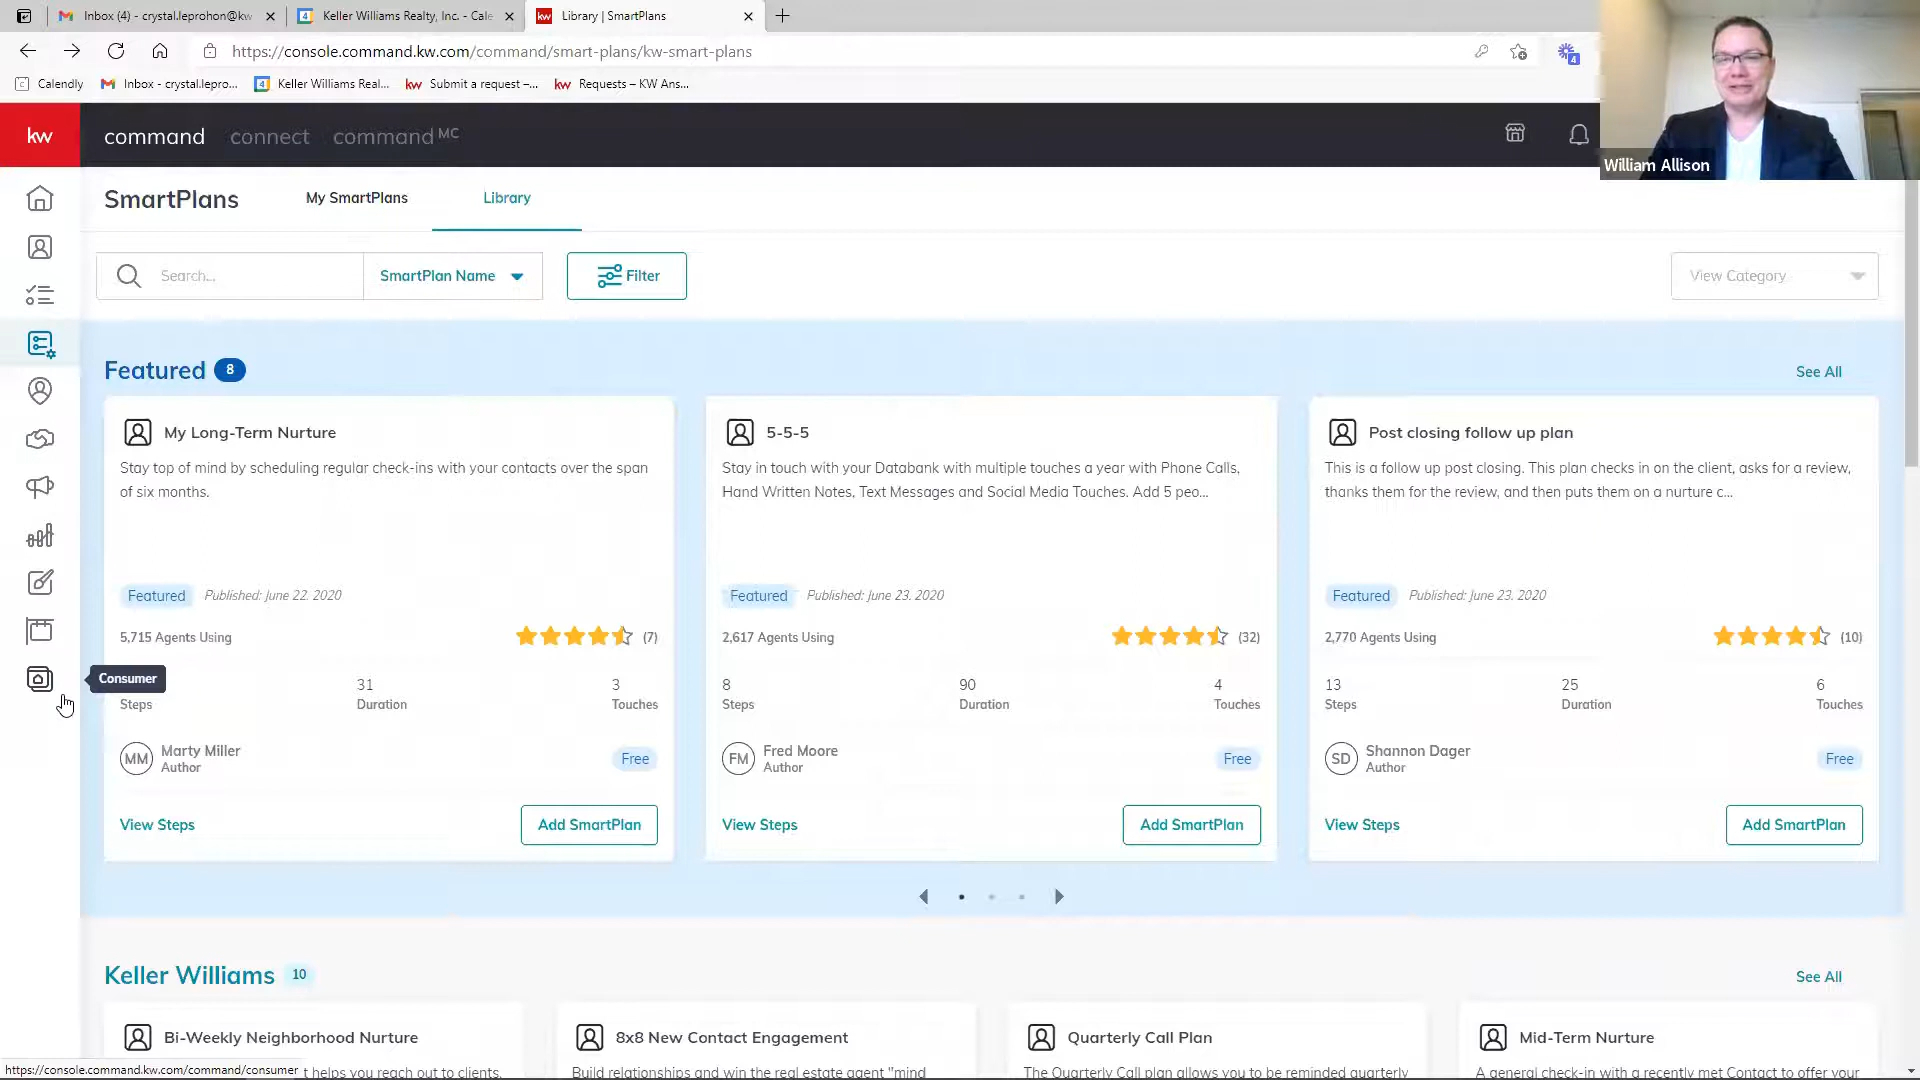 Inbox (4) - crystal.leprohon@kw
Keller Williams Realty, Inc. - Cale
kw Library | SmartPlans
https://console.command.kw.com/command/smart-plans/kw-smart-plans
4
Calendly
Inbox - crystal.lepro...
Keller Williams Real...
kw Submit a request –...
kw Requests – KW Ans...
kw
command
connect
command MC
William Allison
SmartPlans
My SmartPlans
Library
Search...
SmartPlan Name
Filter
View Category
Featured 8
See All
My Long-Term Nurture
Stay top of mind by scheduling regular check-ins with your contacts over the span
of six months.
Featured
Published: June 22, 2020
5,715 Agents Using
(7)
Steps
31
Duration
3
Touches
MM
Marty Miller
Author
Free
View Steps
Add SmartPlan
5-5-5
Stay in touch with your Databank with multiple touches a year with Phone Calls,
Hand Written Notes, Text Messages and Social Media Touches. Add 5 peo...
Featured
Published: June 23, 2020
2,617 Agents Using
(32)
8
Steps
90
Duration
4
Touches
FM
Fred Moore
Author
Free
View Steps
Add SmartPlan
Post closing follow up plan
This is a follow up post closing. This plan checks in on the client, asks for a review,
thanks them for the review, and then puts them on a nurture c...
Featured
Published: June 23, 2020
2,770 Agents Using
(10)
13
Steps
25
Duration
6
Touches
SD
Shannon Dager
Author
Free
View Steps
Add SmartPlan
Consumer
Keller Williams 10
See All
Bi-Weekly Neighborhood Nurture
t helps you reach out to clients,
8x8 New Contact Engagement
Build relationships and win the real estate agent "mind
Quarterly Call Plan
The Quarterly Call plan allows you to be reminded quarterly
Mid-Term Nurture
A general check-in with a recently met Contact to offer your
https://console.command.kw.com/command/consumer